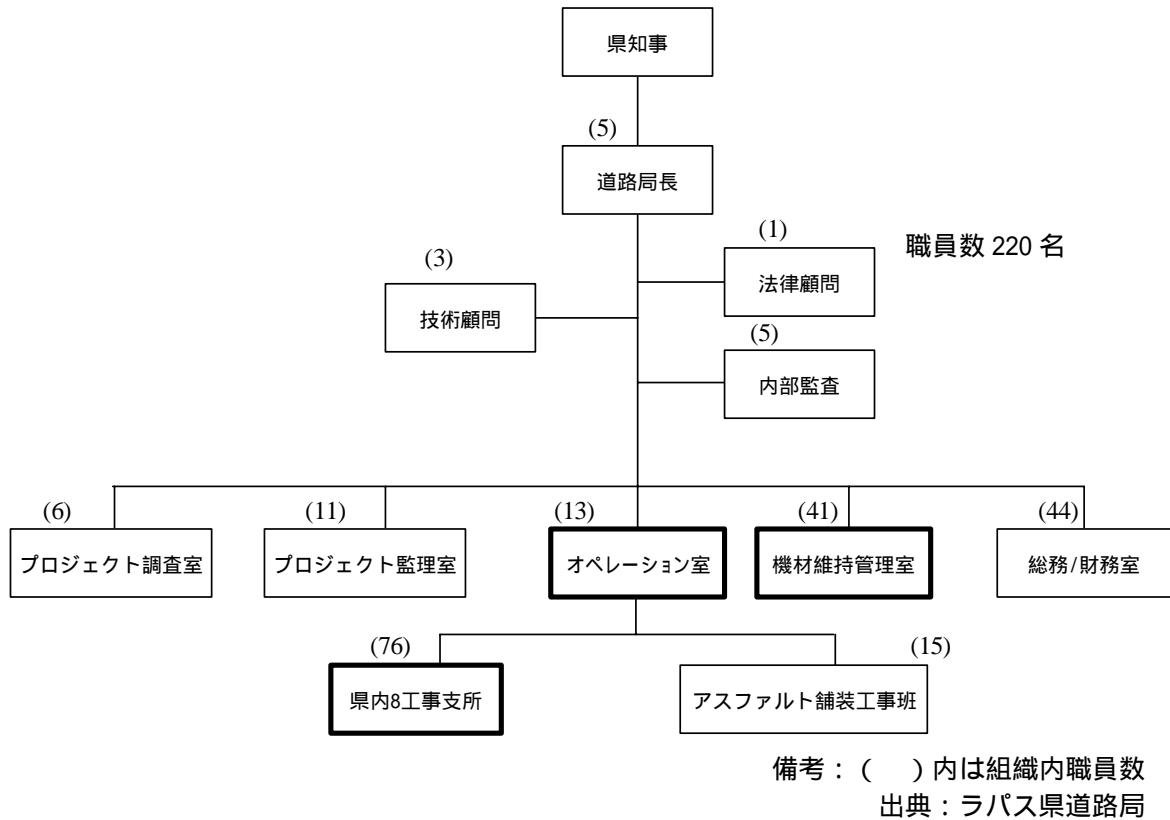 県知事
(5)
道路局長
(1)
職員数 220 名
(3)
法律顧問
技術顧問
(5)
内部監査
(6)
(11)
(13)
(41)
(44)
プロジェクト調査室
プロジェクト監理室
オペレーション室
機材維持管理室
総務/財務室
(76)
(15)
県内8工事支所
アスファルト舗装工事班
備考：（　）内は組織内職員数
出典：ラパス県道路局